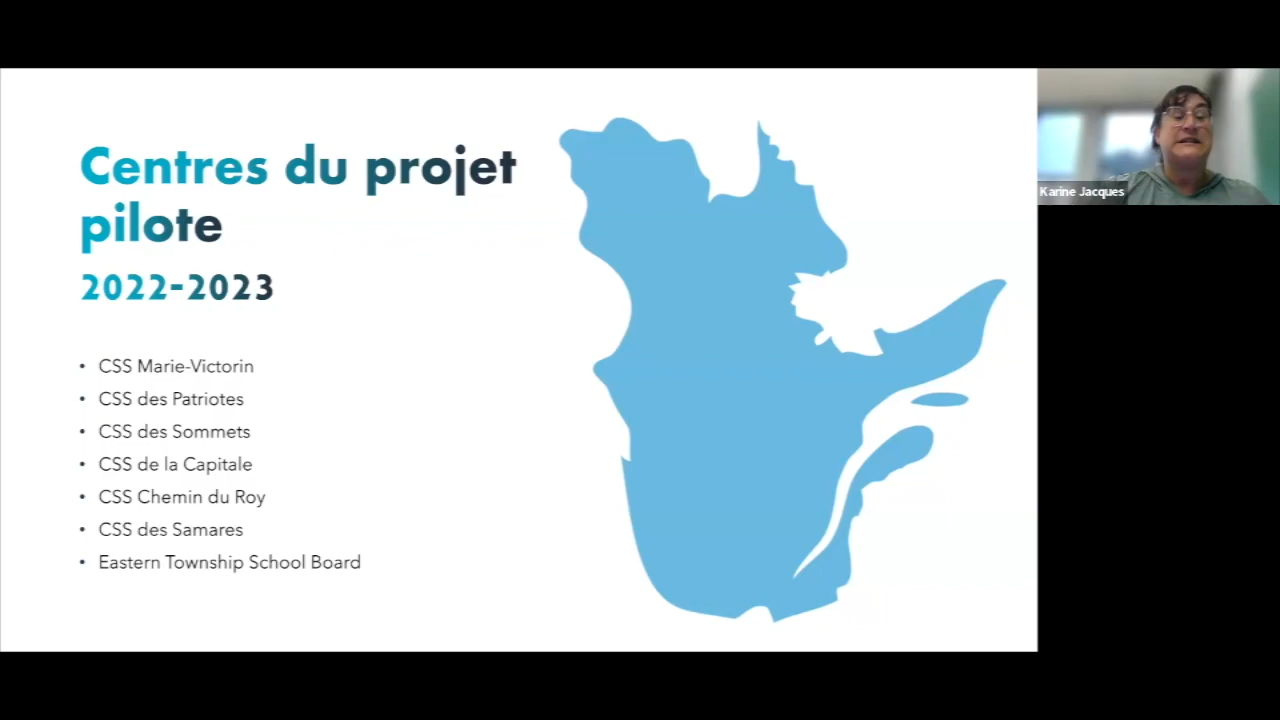 Centres du projet
pilote
2022-2023
• CSS Marie-Victorin
• CSS des Patriotes
• CSS des Sommets
• CSS de la Capitale
• CSS Chemin du Roy
• CSS des Samares
• Eastern Township School Board
Karine Jacques